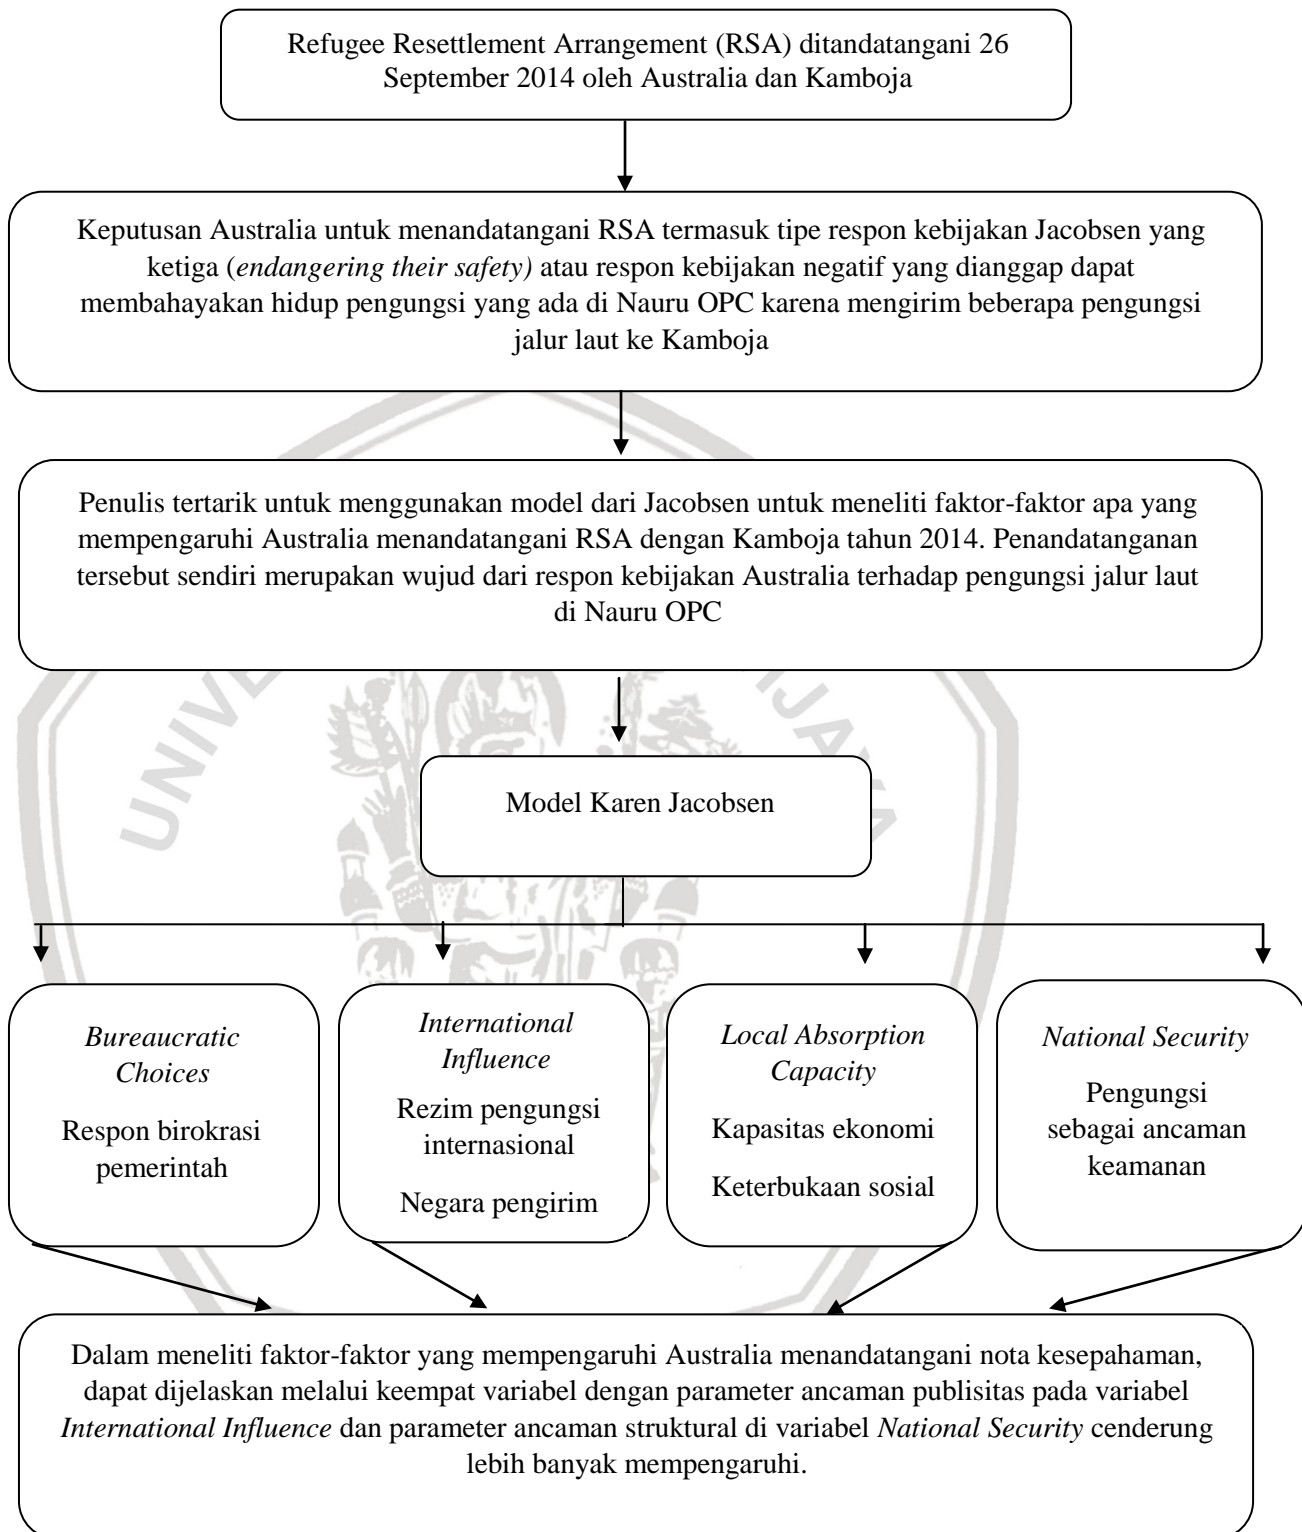 Refugee Resettlement Arrangement (RSA) ditandatangani 26
September 2014 oleh Australia dan Kamboja
Keputusan Australia untuk menandatangani RSA termasuk tipe respon kebijakan Jacobsen yang
ketiga (endangering their safety) atau respon kebijakan negatif yang dianggap dapat
membahayakan hidup pengungsi yang ada di Nauru OPC karena mengirim beberapa pengungsi
jalur laut ke Kamboja
Penulis tertarik untuk menggunakan model dari Jacobsen untuk meneliti faktor-faktor apa yang
mempengaruhi Australia menandatangani RSA dengan Kamboja tahun 2014. Penandatanganan
tersebut sendiri merupakan wujud dari respon kebijakan Australia terhadap pengungsi jalur laut
di Nauru OPC
Model Karen Jacobsen
Bureaucratic
Choices
Respon birokrasi
pemerintah
International
Influence
Rezim pengungsi
internasional
Negara pengirim
Local Absorption
Capacity
Kapasitas ekonomi
Keterbukaan sosial
National Security
Pengungsi
sebagai ancaman
keamanan
Dalam meneliti faktor-faktor yang mempengaruhi Australia menandatangani nota kesepahaman,
dapat dijelaskan melalui keempat variabel dengan parameter ancaman publisitas pada variabel
International Influence dan parameter ancaman struktural di variabel National Security cenderung
lebih banyak mempengaruhi.